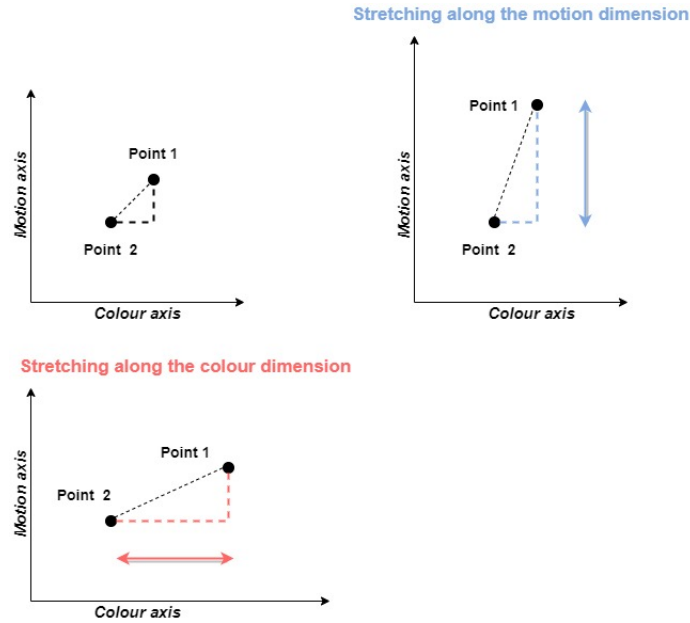 Stretching along the motion dimension
Point 1
Point 2
Motion axis
Colour axis
Point 1
Point 2
Motion axis
Colour axis
Stretching along the colour dimension
Point 1
Point 2
Motion axis
Colour axis